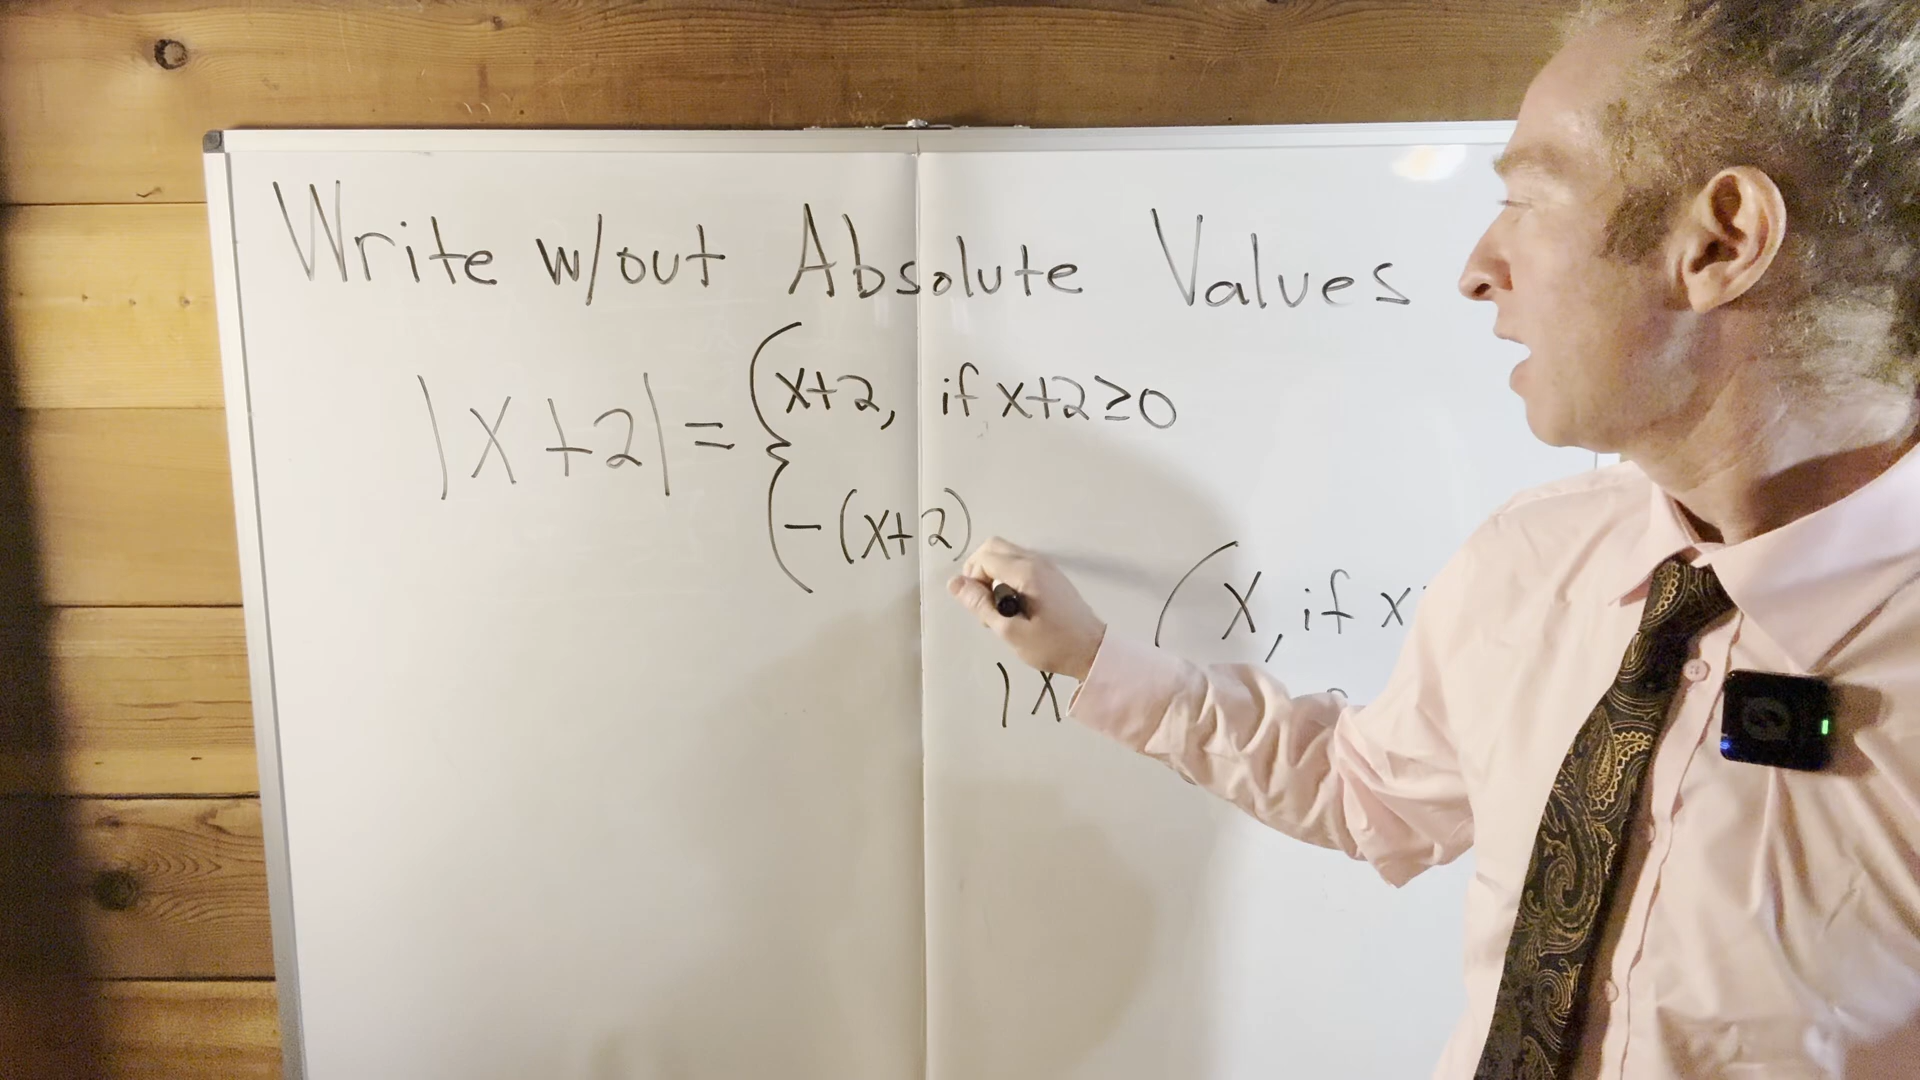 Write w/out Absolute Values
|x+2| = { x+2, if x+2≥0
-(x+2)
x, if x
|x